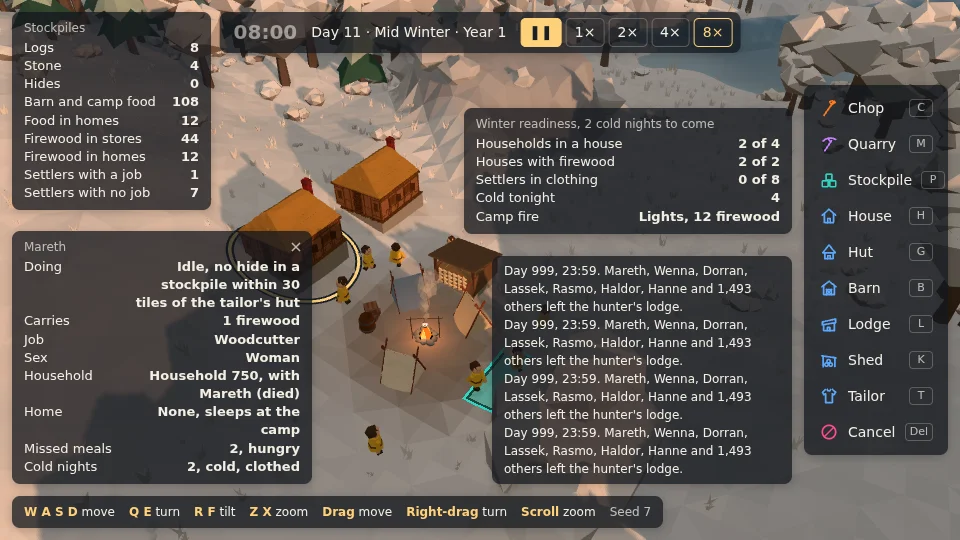 Stockpiles
Logs 8
Stone 4
Hides 0
Barn and camp food 108
Food in homes 12
Firewood in stores 44
Firewood in homes 12
Settlers with a job 1
Settlers with no job 7
08:00 Day 11 · Mid Winter · Year 1 1× 2× 4× 8×
Winter readiness, 2 cold nights to come
Households in a house 2 of 4
Houses with firewood 2 of 2
Settlers in clothing 0 of 8
Cold tonight 4
Camp fire Lights, 12 firewood
Chop C
Quarry M
Stockpile P
House H
Hut G
Barn B
Lodge L
Shed K
Tailor T
Cancel Del
Mareth ×
Doing Idle, no hide in a
stockpile within 30
tiles of the tailor's hut
Carries 1 firewood
Job Woodcutter
Sex Woman
Household Household 750, with
Mareth (died)
Home None, sleeps at the
camp
Missed meals 2, hungry
Cold nights 2, cold, clothed
Day 999, 23:59. Mareth, Wenna, Dorran,
Lassek, Rasmo, Haldor, Hanne and 1,493
others left the hunter's lodge.
Day 999, 23:59. Mareth, Wenna, Dorran,
Lassek, Rasmo, Haldor, Hanne and 1,493
others left the hunter's lodge.
Day 999, 23:59. Mareth, Wenna, Dorran,
Lassek, Rasmo, Haldor, Hanne and 1,493
others left the hunter's lodge.
Day 999, 23:59. Mareth, Wenna, Dorran,
Lassek, Rasmo, Haldor, Hanne and 1,493
others left the hunter's lodge.
W A S D move Q E turn R F tilt Z X zoom Drag move Right-drag turn Scroll zoom Seed 7